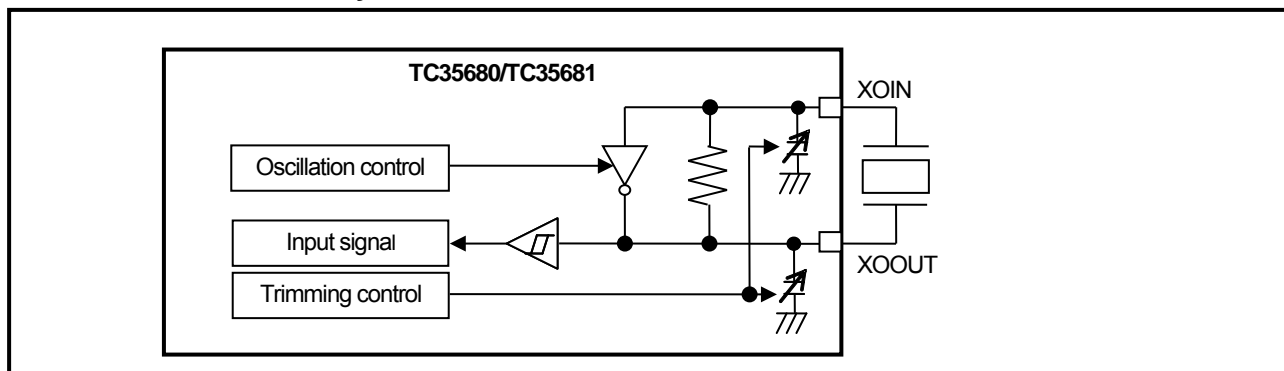 TC35680/TC35681
XOIN
Oscillation control
Input signal
XOOUT
Trimming control